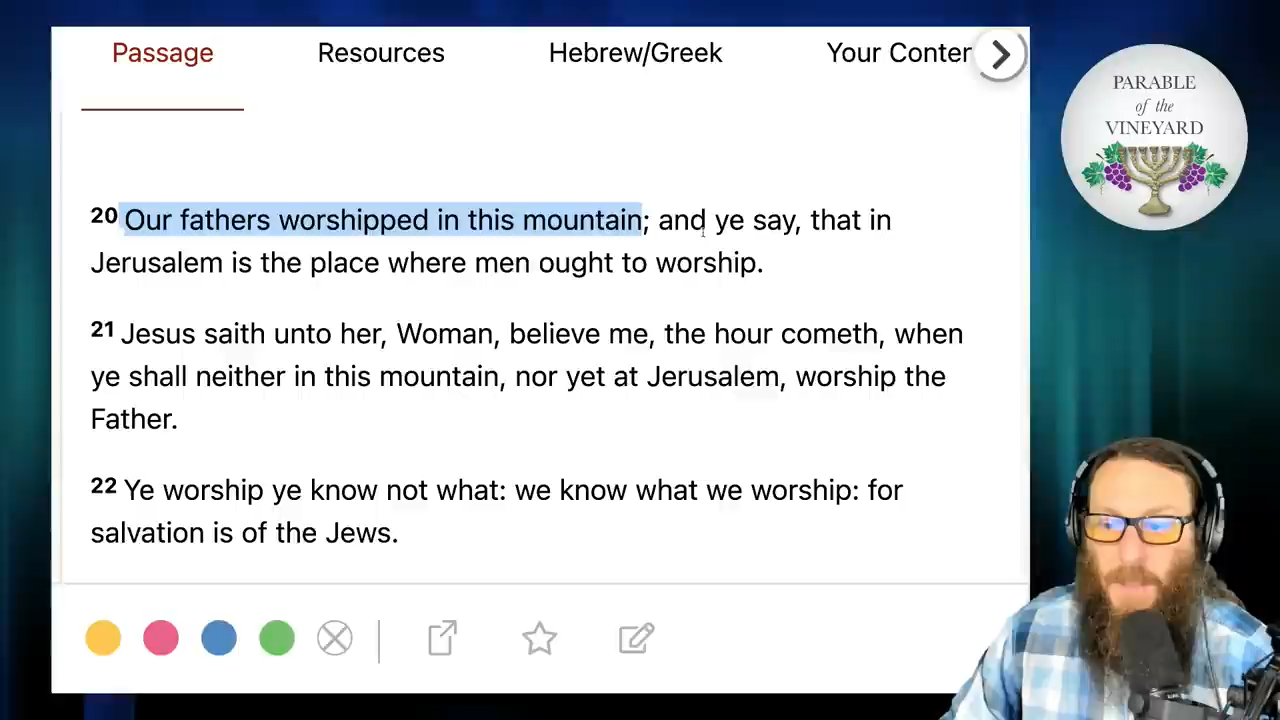 Passage Resources Hebrew/Greek Your Conter
PARABLE
of the
VINEYARD
20 Our fathers worshipped in this mountain; and ye say, that in
Jerusalem is the place where men ought to worship.
21 Jesus saith unto her, Woman, believe me, the hour cometh, when
ye shall neither in this mountain, nor yet at Jerusalem, worship the
Father.
22 Ye worship ye know not what: we know what we worship: for
salvation is of the Jews.